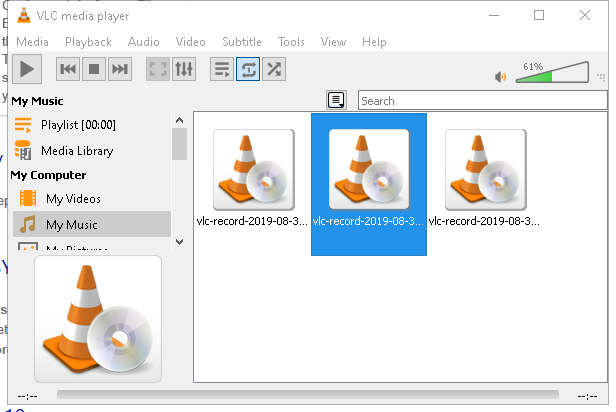 VLC media player
Media Playback Audio Video Subtitle Tools View Help
61%
My Music
Search
Playlist [00:00]
Media Library
My Computer
My Videos
My Music
My Pictures
vlc-record-2019-08-3... vlc-record-2019-08-3... vlc-record-2019-08-3...
--:-- --:--